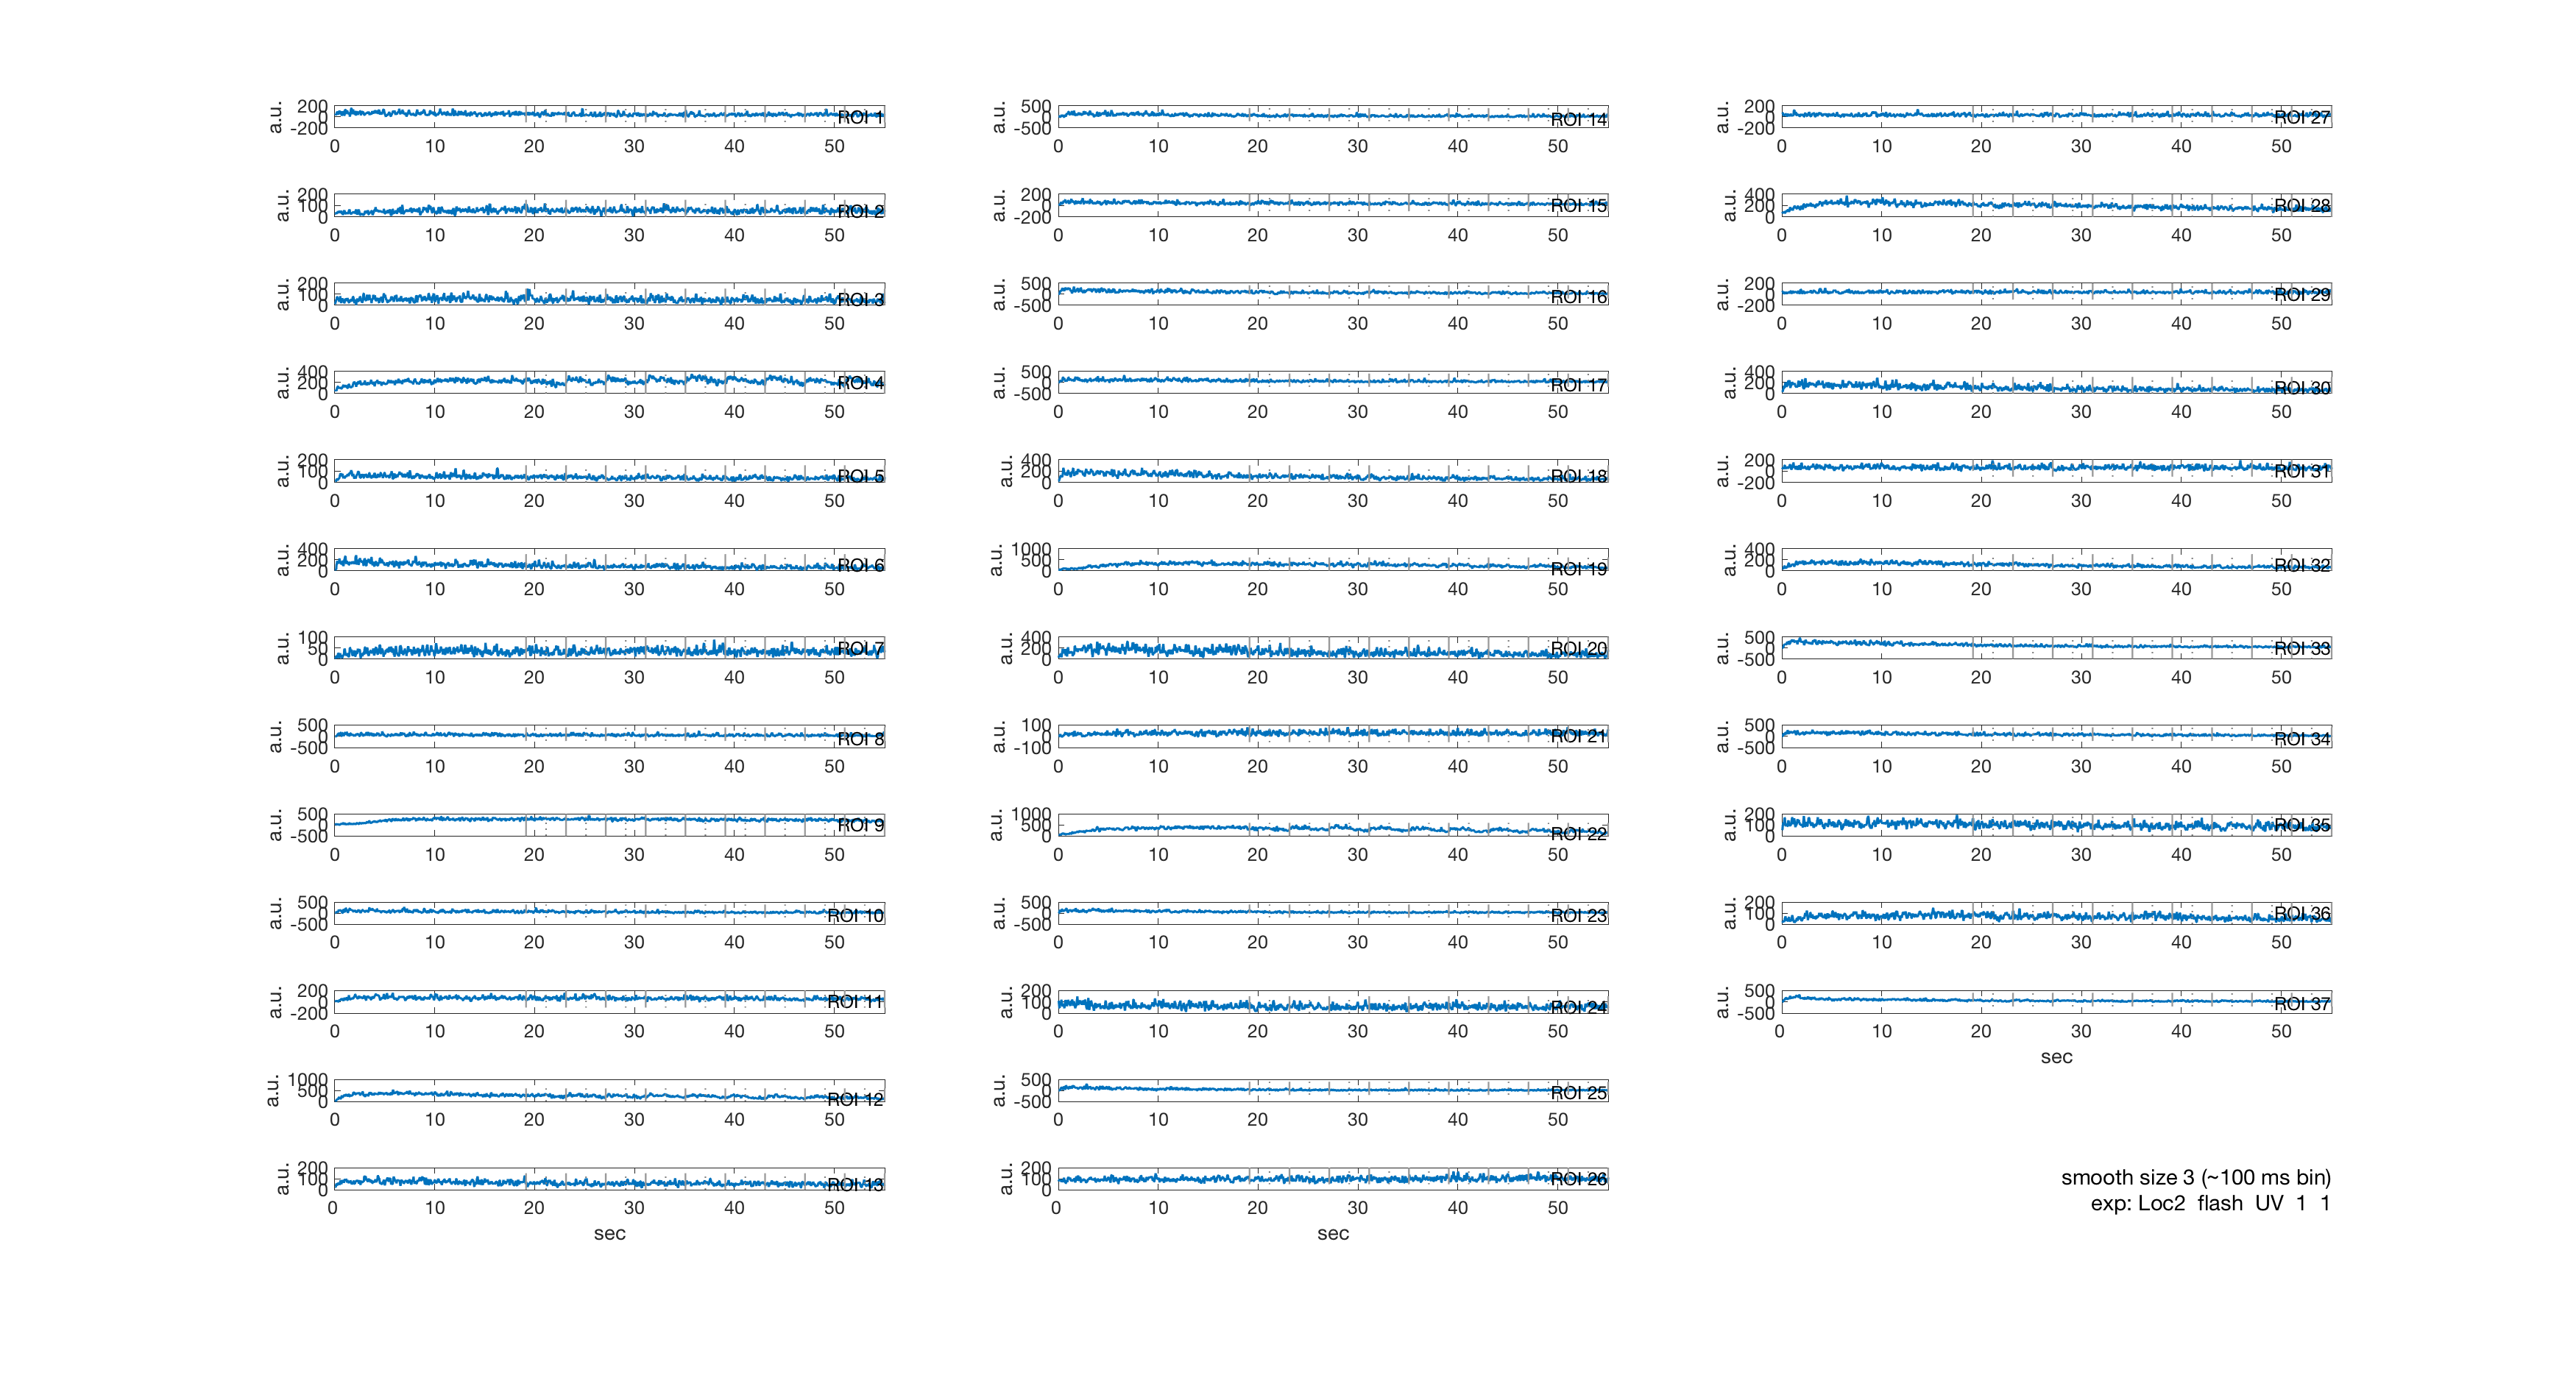 a.u. 200 0 -200 ROI 1
0 10 20 30 40 50
a.u. 200 100 0 ROI 2
0 10 20 30 40 50
a.u. 200 100 0 ROI 3
0 10 20 30 40 50
a.u. 400 200 0 ROI 4
0 10 20 30 40 50
a.u. 200 100 0 ROI 5
0 10 20 30 40 50
a.u. 400 200 0 ROI 6
0 10 20 30 40 50
a.u. 100 50 0 ROI 7
0 10 20 30 40 50
a.u. 500 0 -500 ROI 8
0 10 20 30 40 50
a.u. 500 0 -500 ROI 9
0 10 20 30 40 50
a.u. 500 0 -500 ROI 10
0 10 20 30 40 50
a.u. 200 0 -200 ROI 11
0 10 20 30 40 50
a.u. 1000 500 0 ROI 12
0 10 20 30 40 50
a.u. 200 100 0 ROI 13
0 10 20 30 40 50
sec
a.u. 500 0 -500 ROI 14
0 10 20 30 40 50
a.u. 200 0 -200 ROI 15
0 10 20 30 40 50
a.u. 500 0 -500 ROI 16
0 10 20 30 40 50
a.u. 500 0 -500 ROI 17
0 10 20 30 40 50
a.u. 400 200 0 ROI 18
0 10 20 30 40 50
a.u. 1000 500 0 ROI 19
0 10 20 30 40 50
a.u. 400 200 0 ROI 20
0 10 20 30 40 50
a.u. 100 0 -100 ROI 21
0 10 20 30 40 50
a.u. 1000 500 0 ROI 22
0 10 20 30 40 50
a.u. 500 0 -500 ROI 23
0 10 20 30 40 50
a.u. 200 100 0 ROI 24
0 10 20 30 40 50
a.u. 500 0 -500 ROI 25
0 10 20 30 40 50
a.u. 200 100 0 ROI 26
0 10 20 30 40 50
sec
a.u. 200 0 -200 ROI 27
0 10 20 30 40 50
a.u. 400 200 0 ROI 28
0 10 20 30 40 50
a.u. 200 0 -200 ROI 29
0 10 20 30 40 50
a.u. 400 200 0 ROI 30
0 10 20 30 40 50
a.u. 200 0 -200 ROI 31
0 10 20 30 40 50
a.u. 400 200 0 ROI 32
0 10 20 30 40 50
a.u. 500 0 -500 ROI 33
0 10 20 30 40 50
a.u. 500 0 -500 ROI 34
0 10 20 30 40 50
a.u. 200 100 0 ROI 35
0 10 20 30 40 50
a.u. 200 100 0 ROI 36
0 10 20 30 40 50
a.u. 500 0 -500 ROI 37
0 10 20 30 40 50
sec
smooth size 3 (~100 ms bin)
exp: Loc2 flash UV 1 1